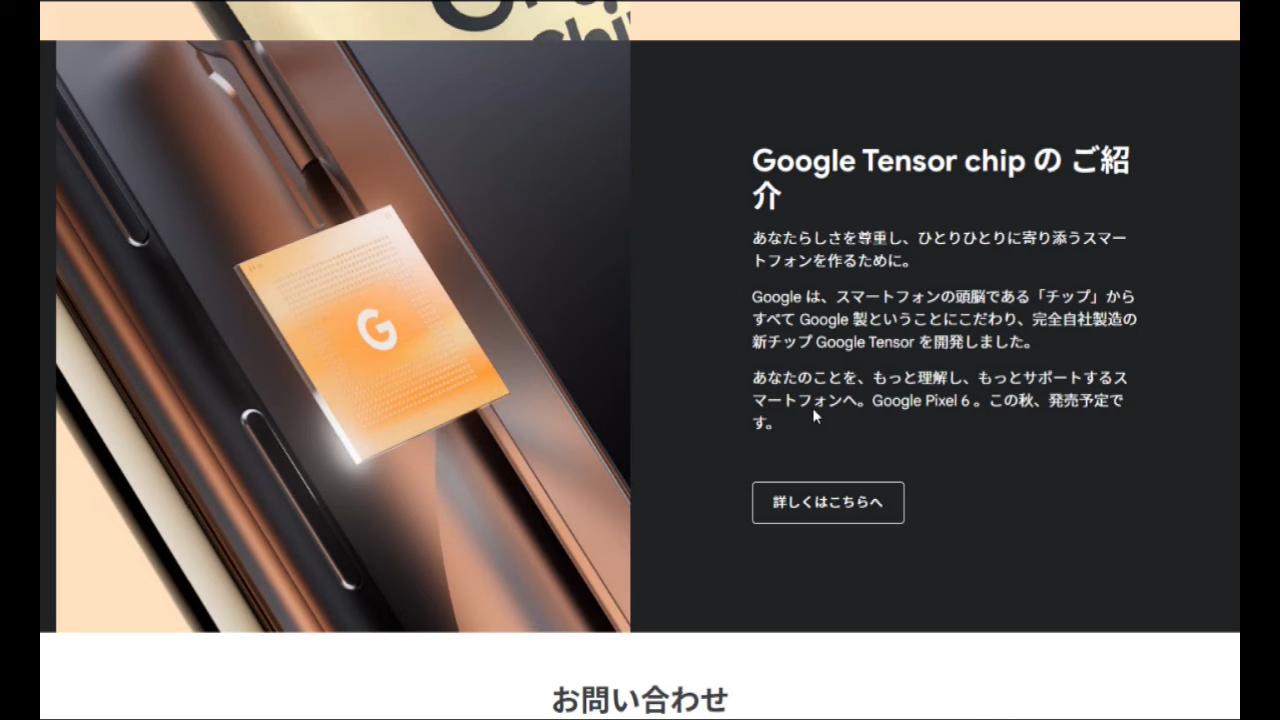 Google Tensor chip の ご紹
介
あなたらしさを尊重し、ひとりひとりに寄り添うスマー
トフォンを作るために。
Google は、スマートフォンの頭脳である「チップ」から
すべて Google 製ということにこだわり、完全自社製造の
新チップ Google Tensor を開発しました。
あなたのことを、もっと理解し、もっとサポートするス
マートフォンへ。Google Pixel 6 。この秋、発売予定で
す。
詳しくはこちらへ
G
お問い合わせ